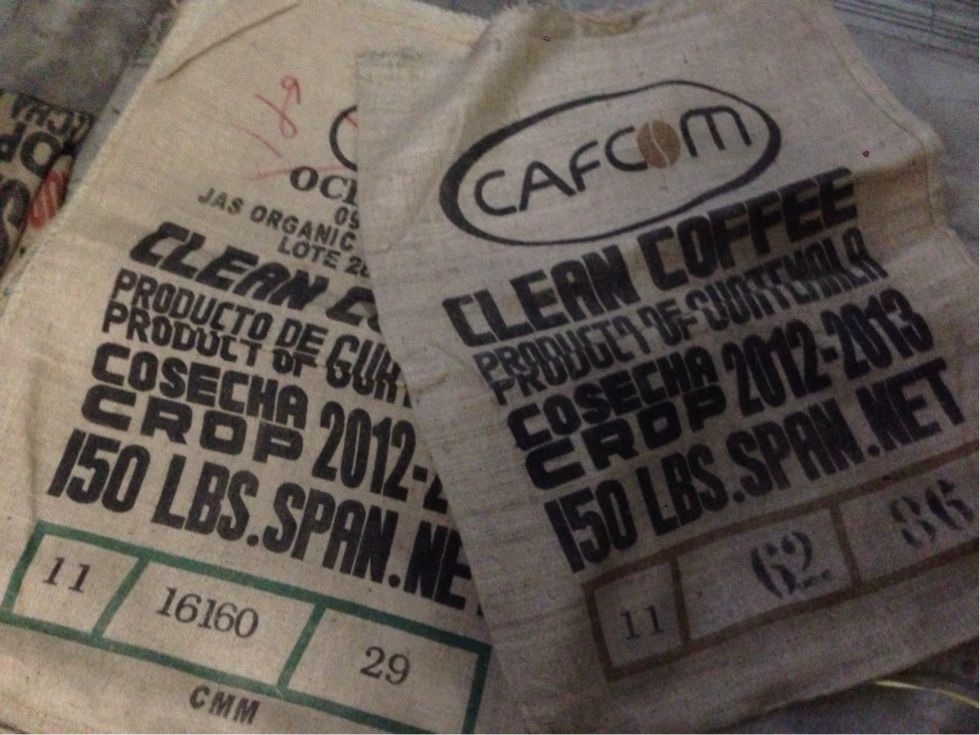 JAS ORGANIC
LOTE
CLEAN
PRODUCTO DE
PRODUCT OF
COSECHA
CROP 2012-
150 LBS.SPAN.NE
11 16160 29
CMM
CAFCOM
CLEAN COFFEE
PRODUCTO DE GUATEMALA
PRODUCT OF
COSECHA 2012-2013
CROP
150 LBS.SPAN.NET
11 62 86